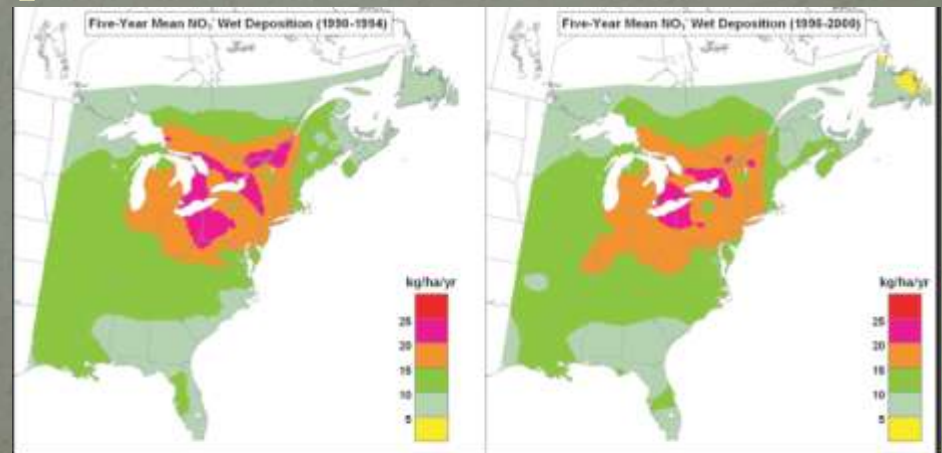 Five-Year Mean NO₃⁻ Wet Deposition (1990-1994)
kg/ha/yr
25
20
15
10
5
Five-Year Mean NO₃⁻ Wet Deposition (1996-2000)
kg/ha/yr
25
20
15
10
5